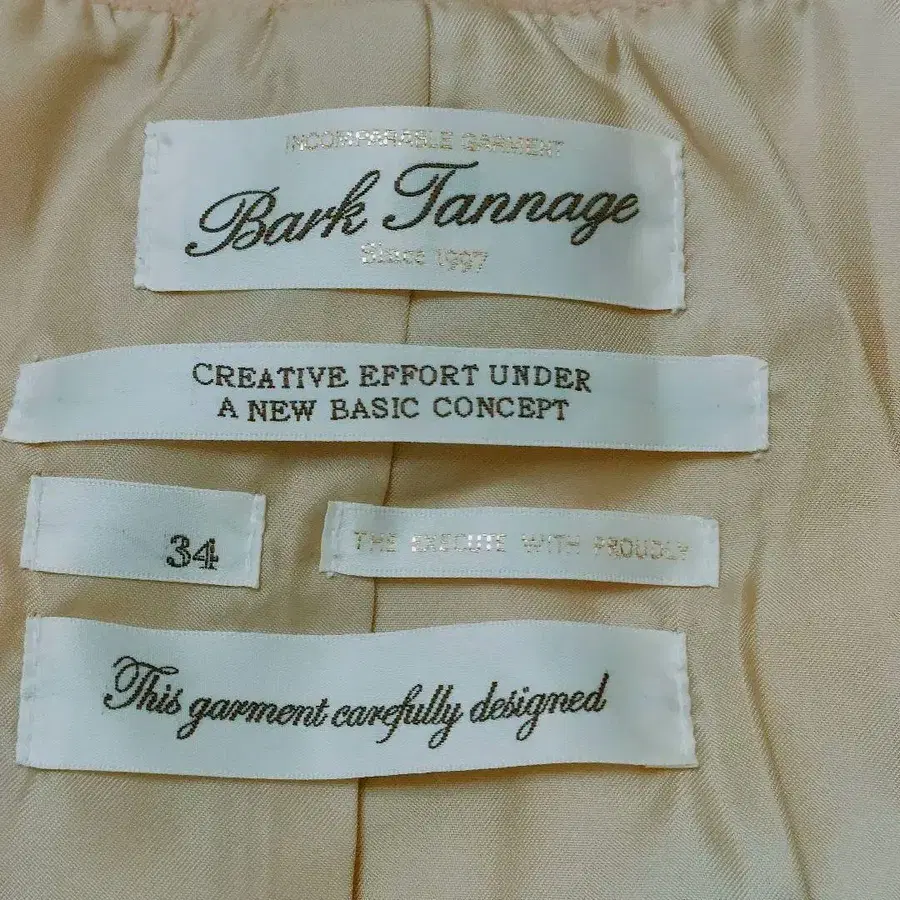 INCOMPARABLE GARMENT
Bark Tannage
Since 1997
CREATIVE EFFORT UNDER
A NEW BASIC CONCEPT
34
THE EXECUTE WITH PROUDLY
This garment carefully designed